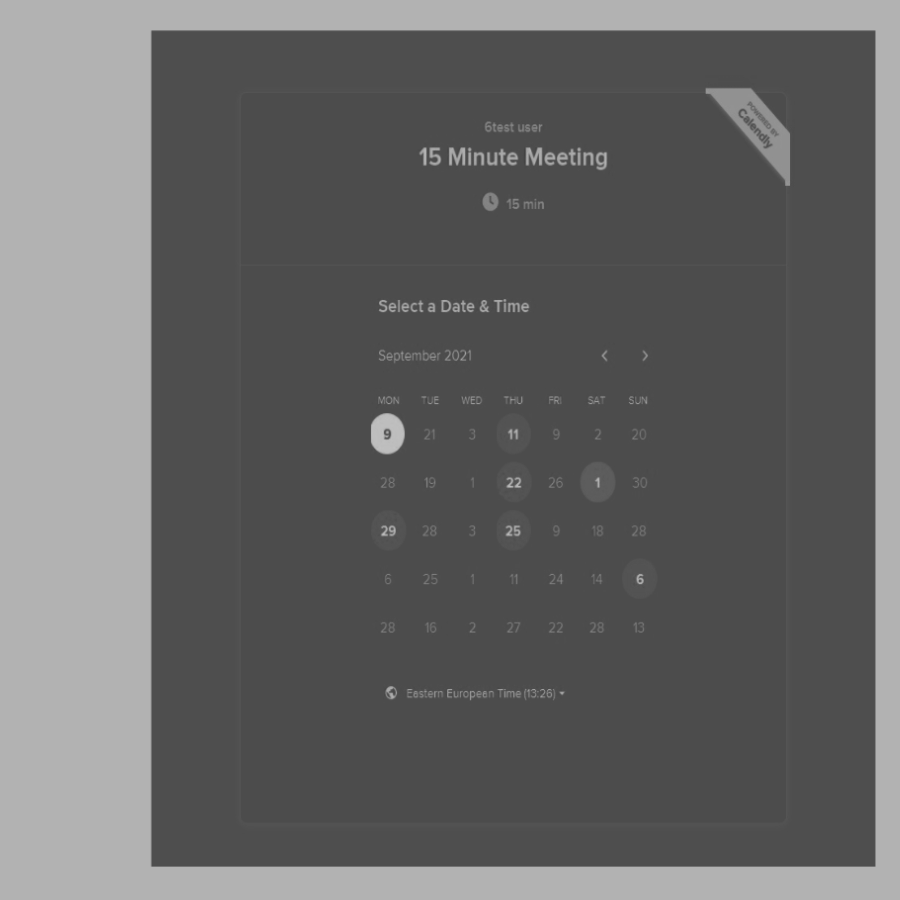 POWERED BY
Calendly
6test user
15 Minute Meeting
15 min
Select a Date & Time
September 2021
MON TUE WED THU FRI SAT SUN
9 21 3 11 9 2 20
28 19 1 22 26 1 30
29 28 3 25 9 18 28
6 25 1 11 24 14 6
28 16 2 27 22 28 13
Eastern European Time (13:26)